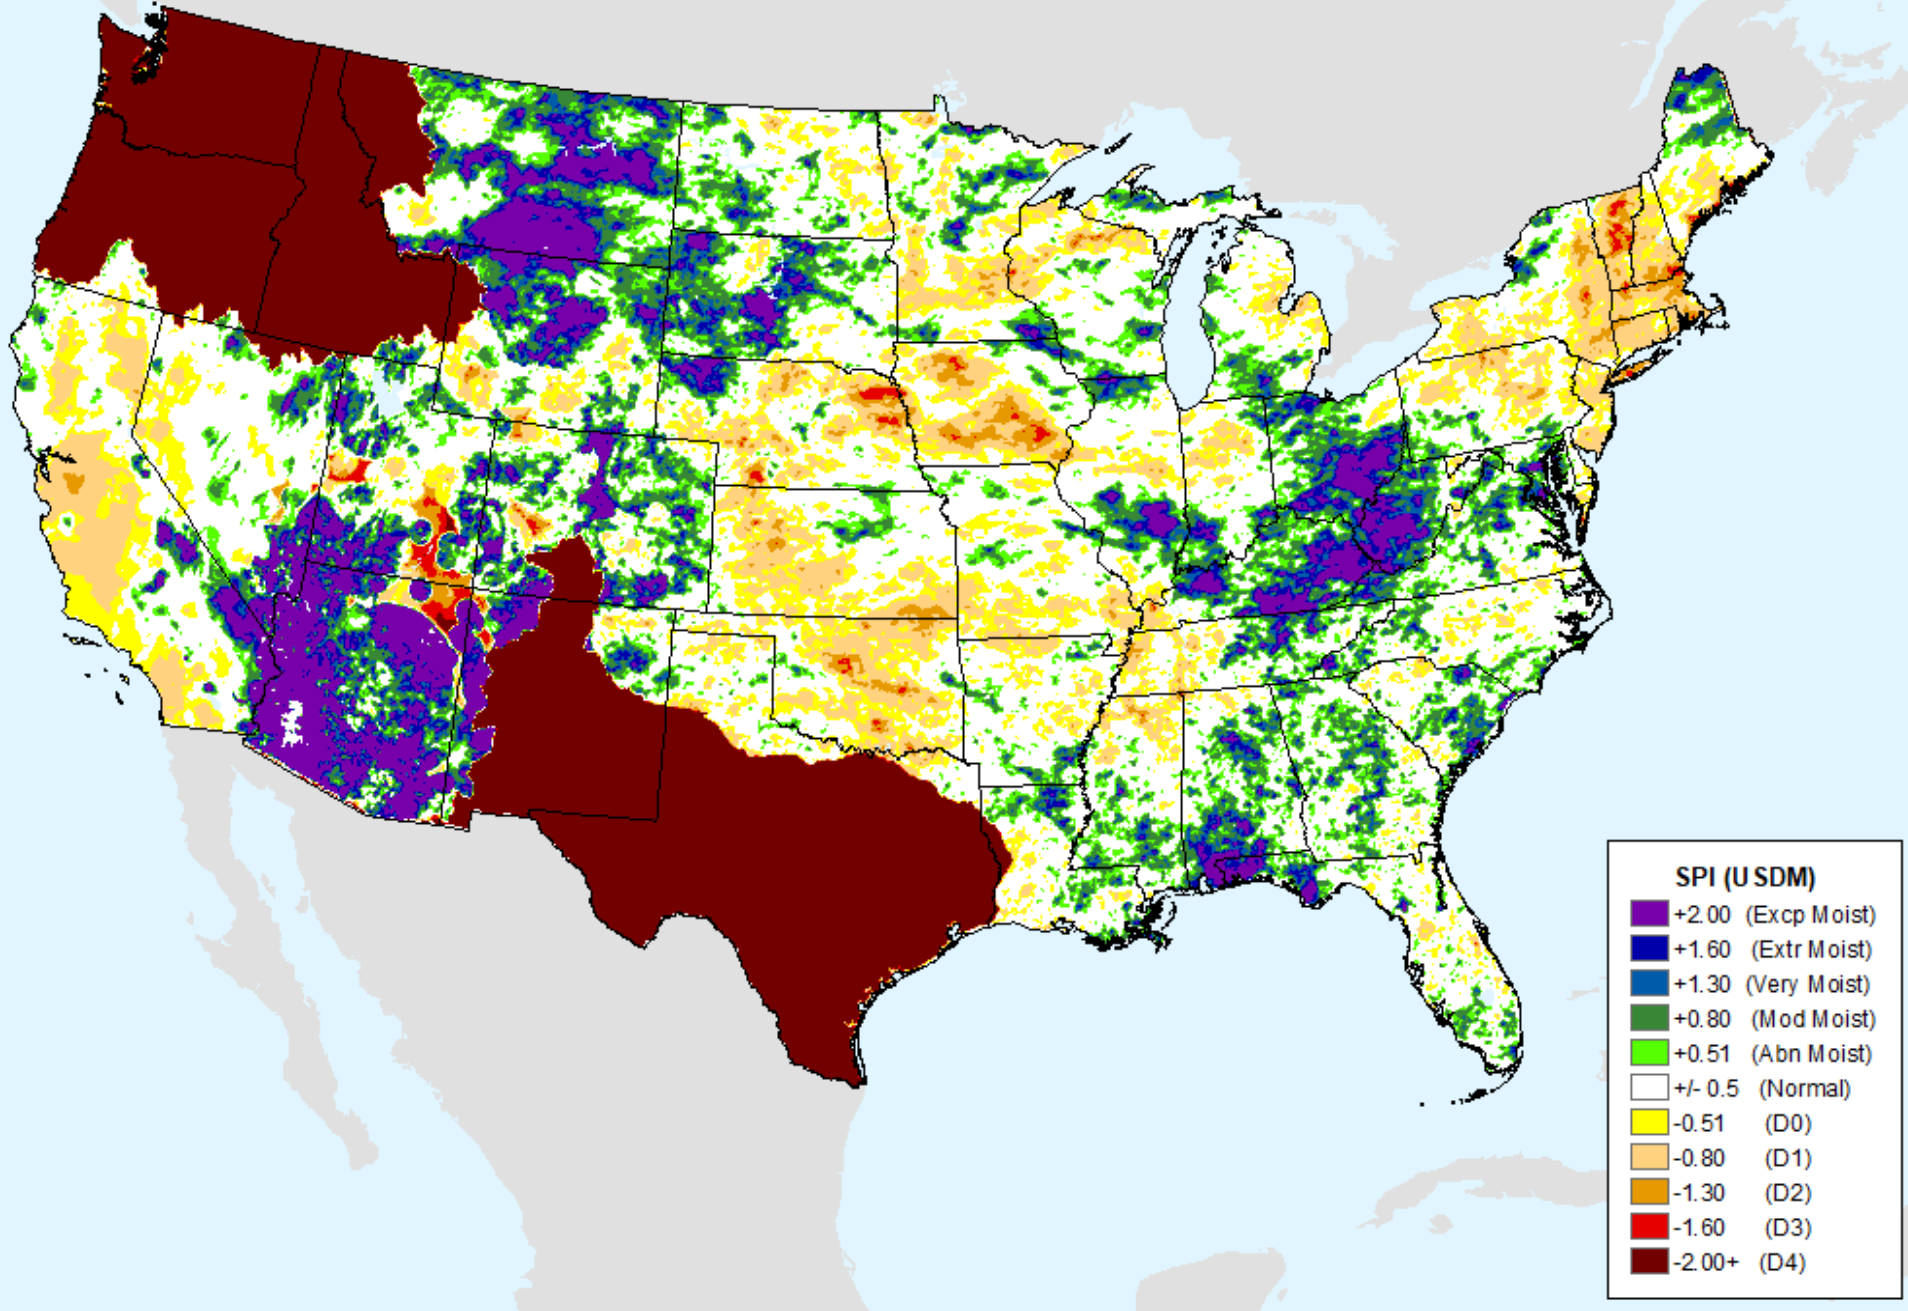 SPI (USDM)
+2.00 (Excp Moist)
+1.60 (Extr Moist)
+1.30 (Very Moist)
+0.80 (Mod Moist)
+0.51 (Abn Moist)
+/- 0.5 (Normal)
-0.51 (D0)
-0.80 (D1)
-1.30 (D2)
-1.60 (D3)
-2.00+ (D4)